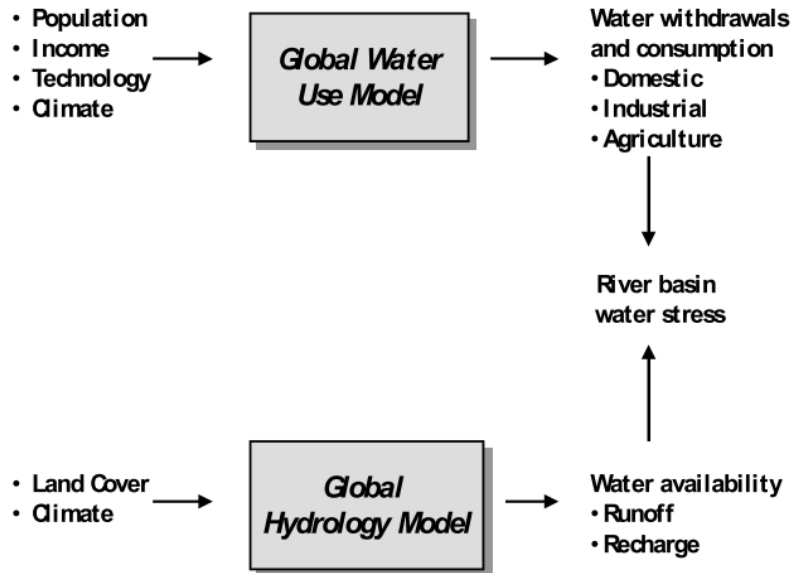 • Population
• Income
• Technology
• Climate
Global Water
Use Model
Water withdrawals
and consumption
• Domestic
• Industrial
• Agriculture
River basin
water stress
• Land Cover
• Climate
Global
Hydrology Model
Water availability
• Runoff
• Recharge